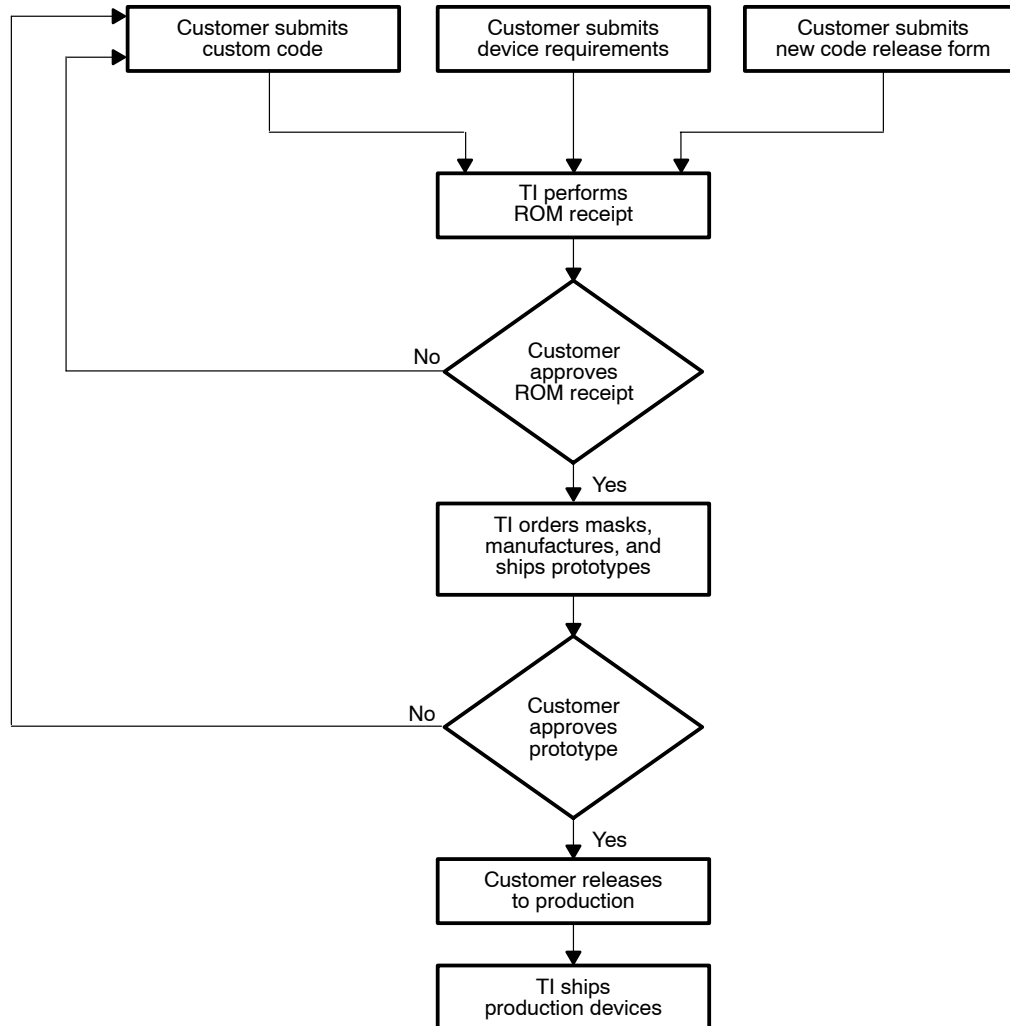 Customer submits
custom code
Customer submits
device requirements
Customer submits
new code release form
TI performs
ROM receipt
No
Customer
approves
ROM receipt
Yes
TI orders masks,
manufactures, and
ships prototypes
No
Customer
approves
prototype
Yes
Customer releases
to production
TI ships
production devices